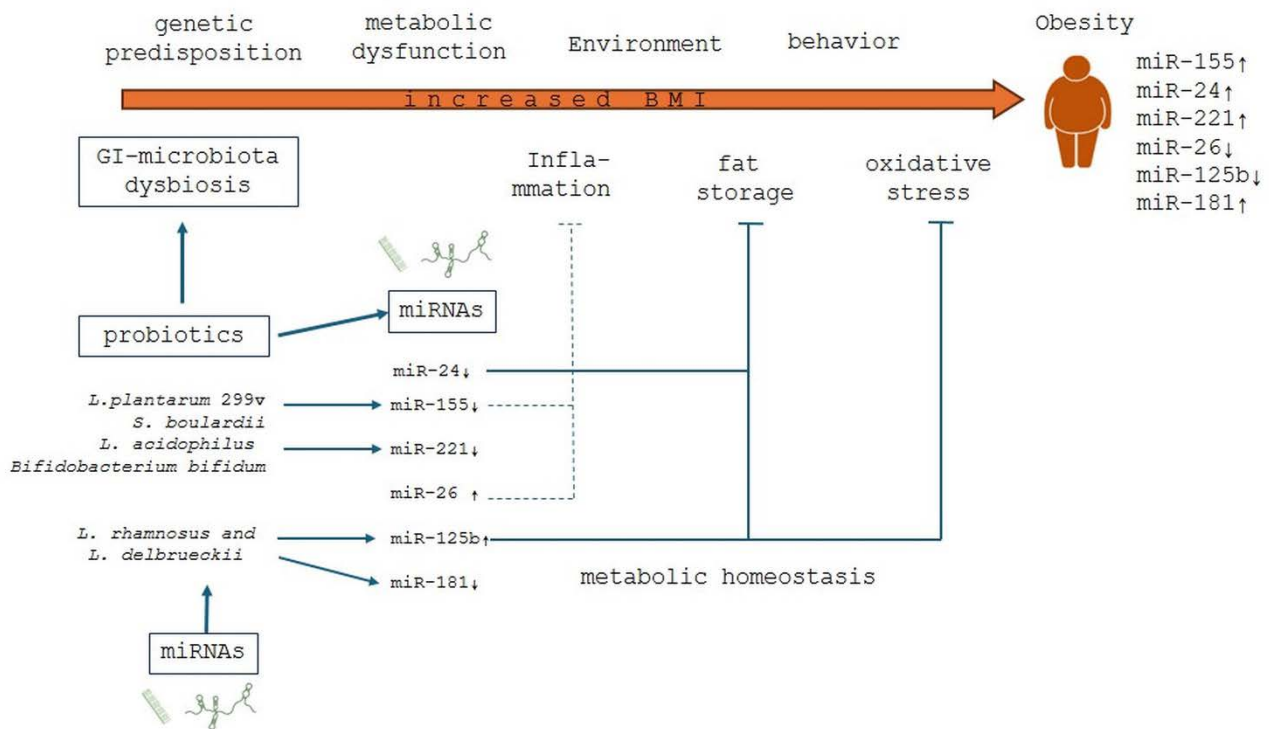 genetic
predisposition
metabolic
dysfunction
Environment
behavior
Obesity
increased BMI
miR-155↑
miR-24↑
miR-221↑
miR-26↓
miR-125b↓
miR-181↑
GI-microbiota
dysbiosis
Infla-
mmation
fat
storage
oxidative
stress
probiotics
miRNAs
miR-24↓
L.plantarum 299v
miR-155↓
S. boulardii
L. acidophilus
miR-221↓
Bifidobacterium bifidum
miR-26 ↑
L. rhamnosus and
L. delbrueckii
miR-125b↑
miR-181↓
metabolic homeostasis
miRNAs